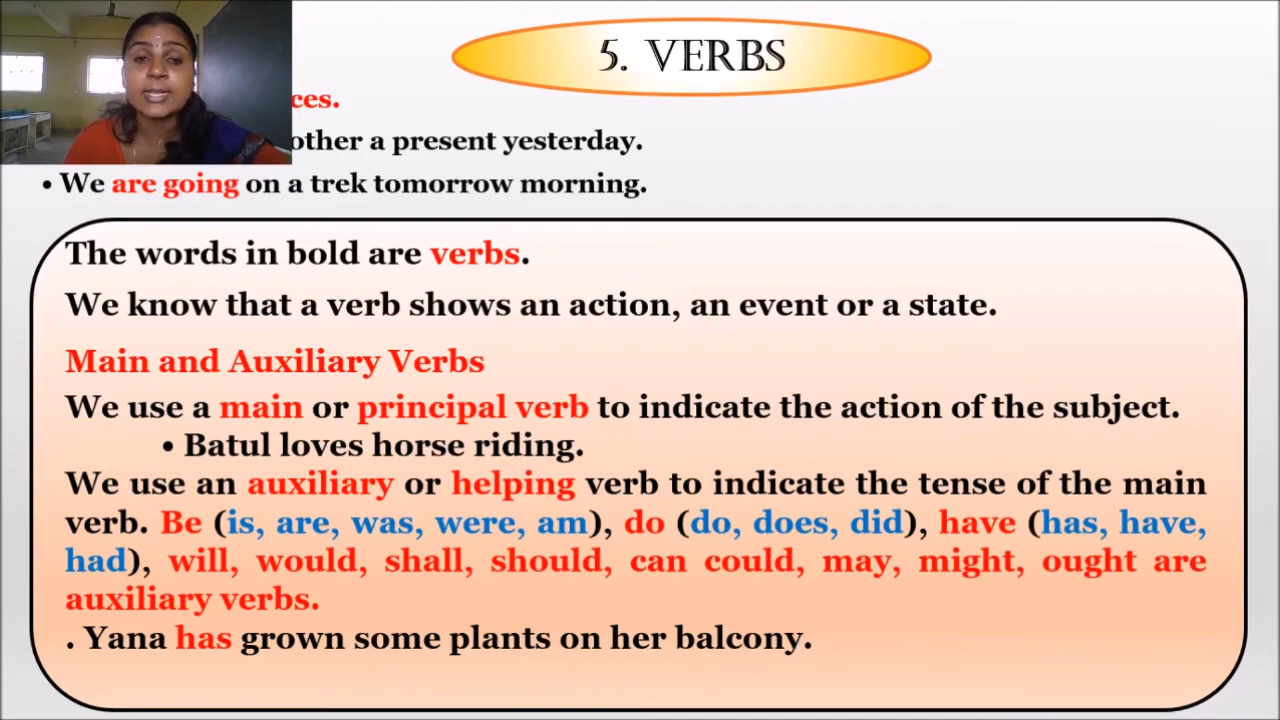 5. VERBS
ces.
other a present yesterday.
• We are going on a trek tomorrow morning.
The words in bold are verbs.
We know that a verb shows an action, an event or a state.
Main and Auxiliary Verbs
We use a main or principal verb to indicate the action of the subject.
• Batul loves horse riding.
We use an auxiliary or helping verb to indicate the tense of the main
verb. Be (is, are, was, were, am), do (do, does, did), have (has, have,
had), will, would, shall, should, can could, may, might, ought are
auxiliary verbs.
. Yana has grown some plants on her balcony.